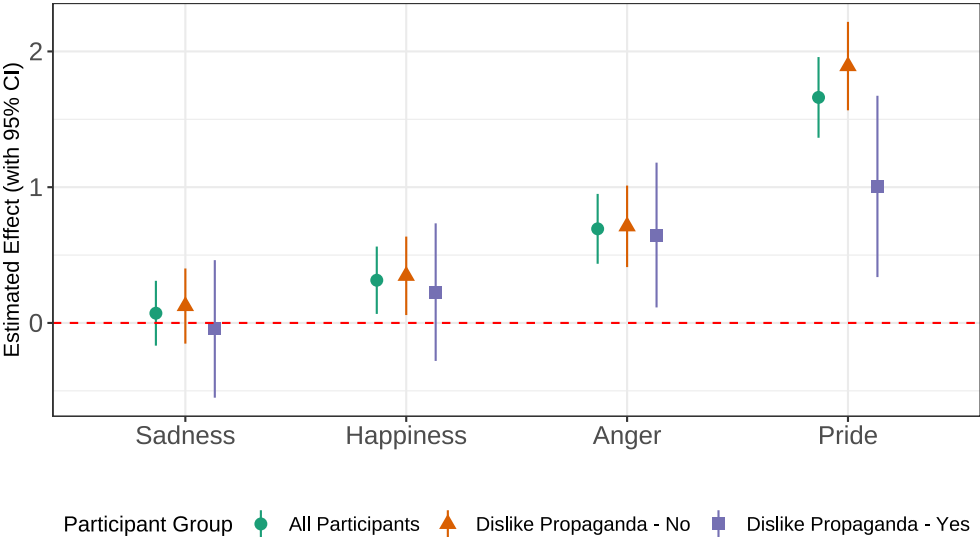 Estimated Effect (with 95% CI)
2
1
0
Sadness Happiness Anger Pride
Participant Group All Participants Dislike Propaganda - No Dislike Propaganda - Yes